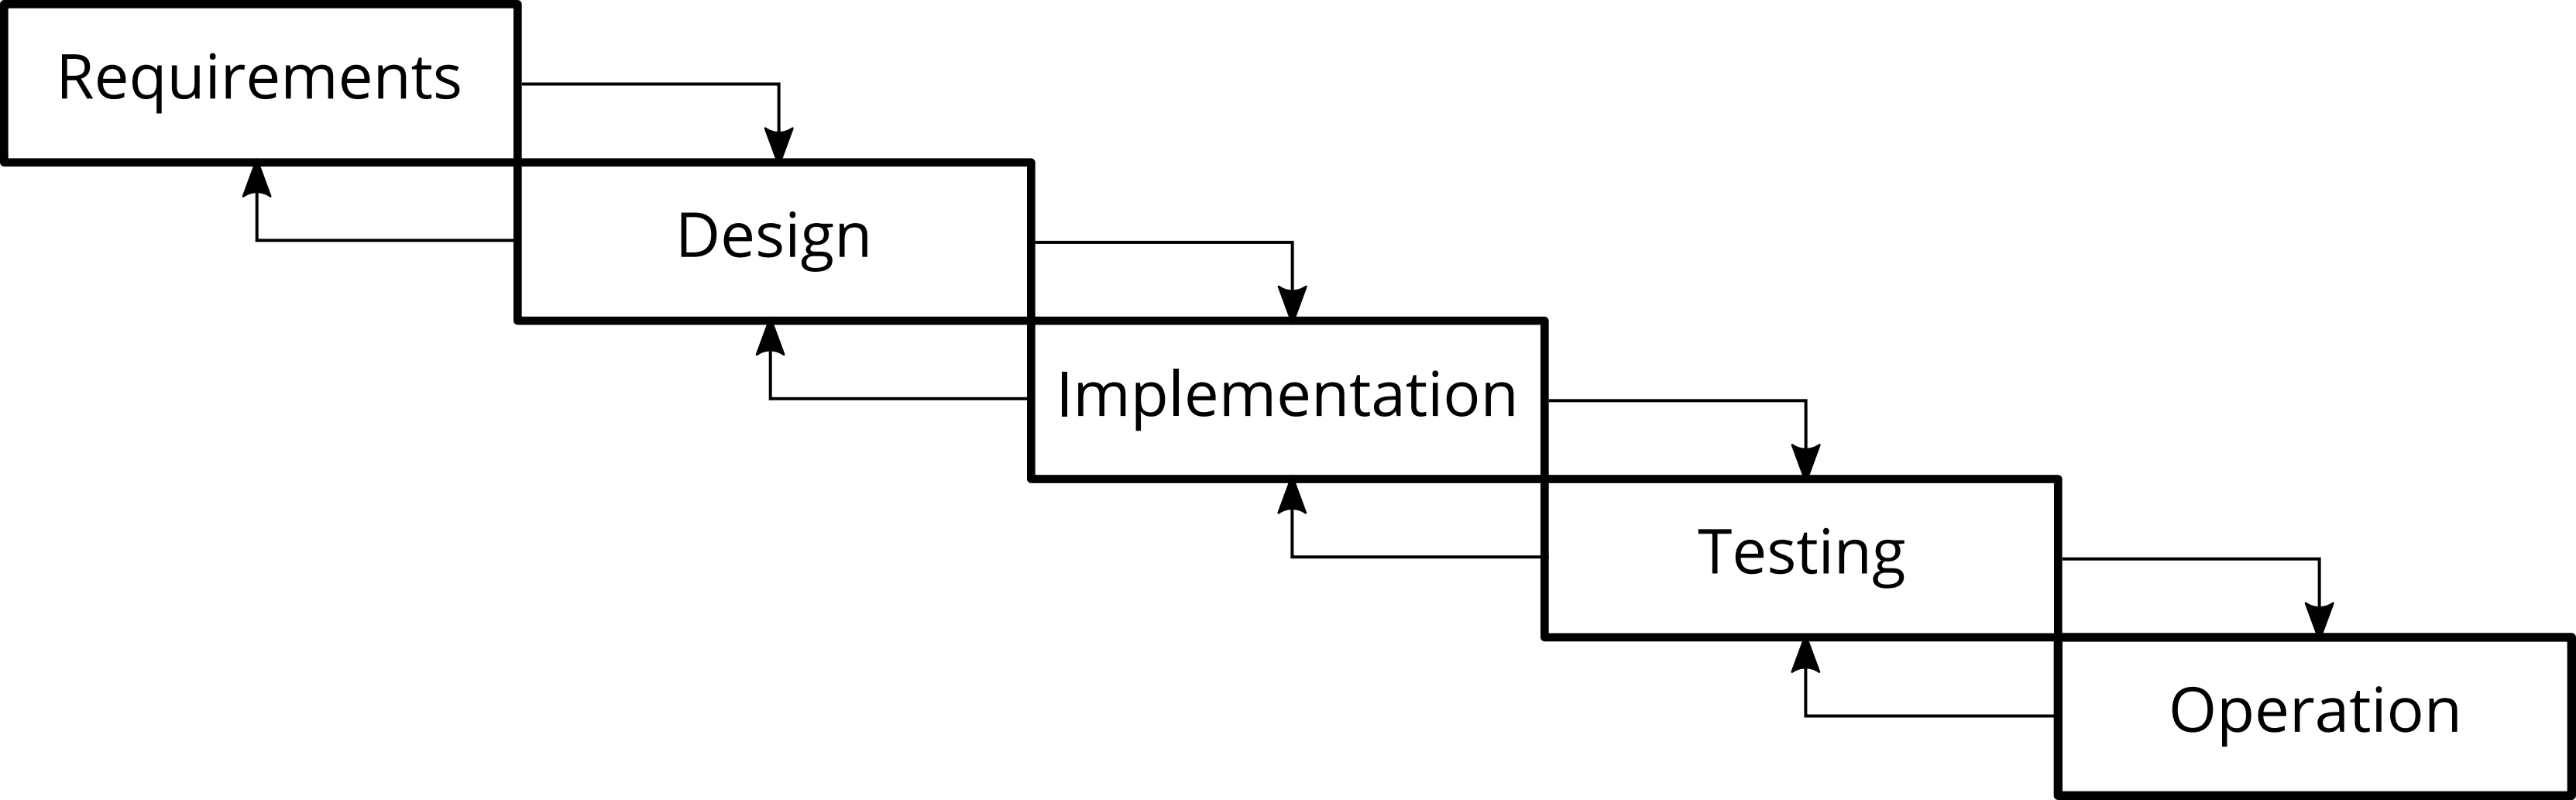 Requirements
Design
Implementation
Testing
Operation